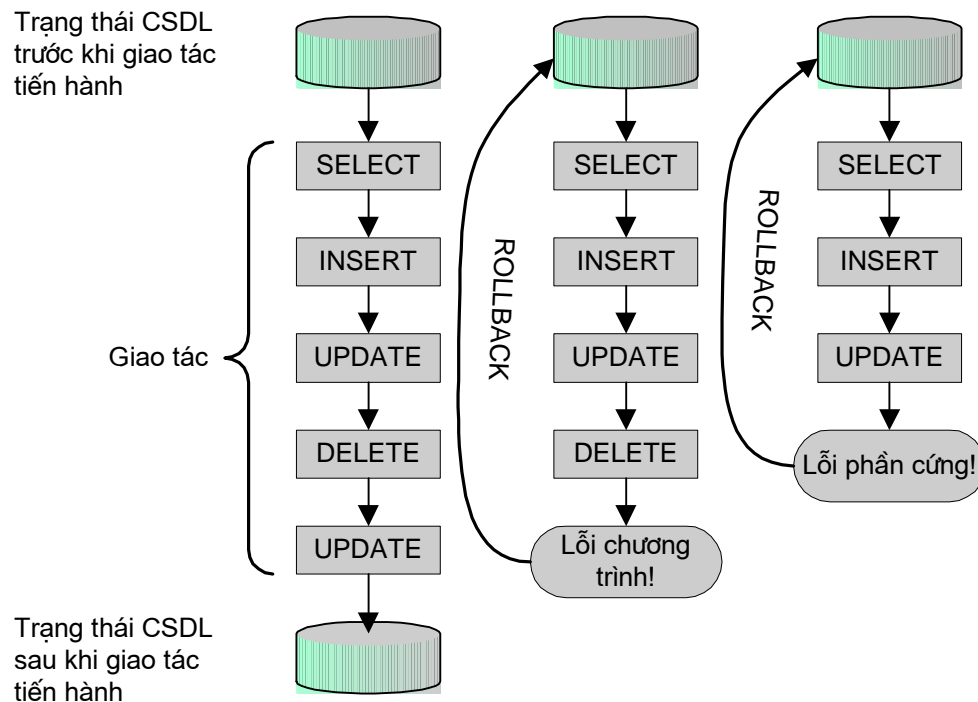 Trạng thái CSDL
trước khi giao tác
tiến hành
Giao tác
SELECT
INSERT
UPDATE
DELETE
UPDATE
Trạng thái CSDL
sau khi giao tác
tiến hành
ROLLBACK
SELECT
INSERT
UPDATE
DELETE
Lỗi chương
trình!
ROLLBACK
SELECT
INSERT
UPDATE
Lỗi phần cứng!